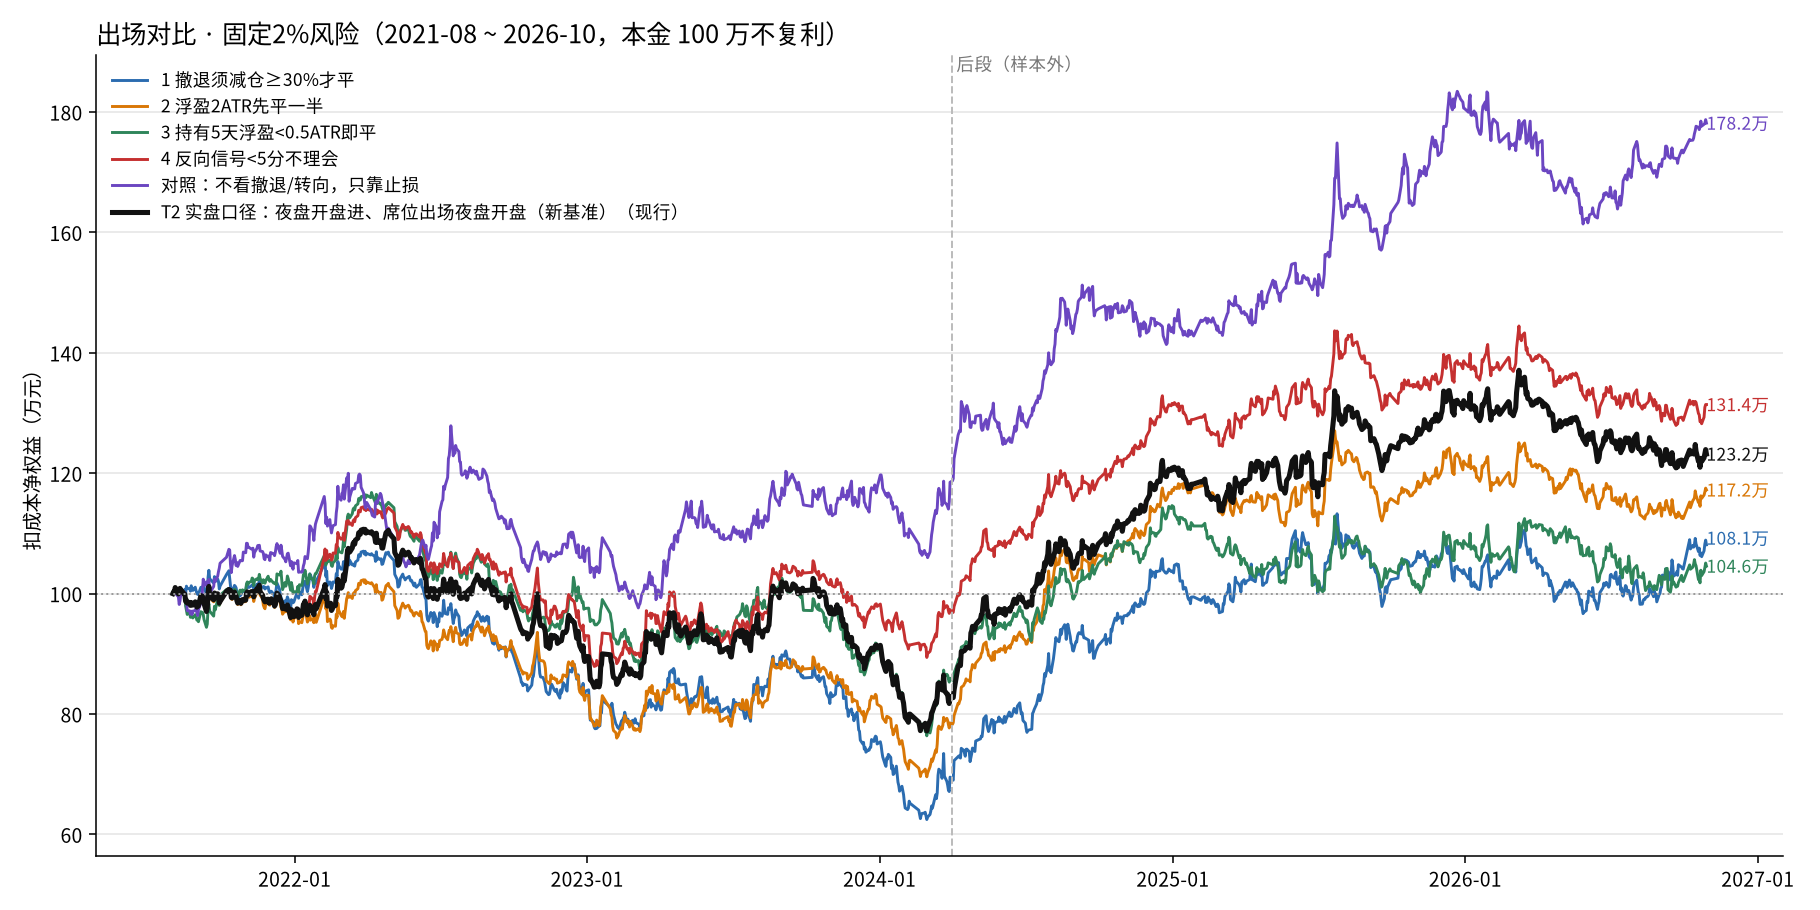 出场对比 · 固定2%风险（2021-08 ~ 2026-10，本金 100 万不复利）
后段（样本外）
1 撤退须减仓≥30%才平
2 浮盈2ATR先平一半
3 持有5天浮盈<0.5ATR即平
4 反向信号<5分不理会
对照：不看撤退/转向，只靠止损
T2 实盘口径：夜盘开盘进、席位出场夜盘开盘（新基准）（现行）
扣成本净权益（万元）
180
160
140
120
100
80
60
178.2万
131.4万
123.2万
117.2万
108.1万
104.6万
2022-01
2023-01
2024-01
2025-01
2026-01
2027-01